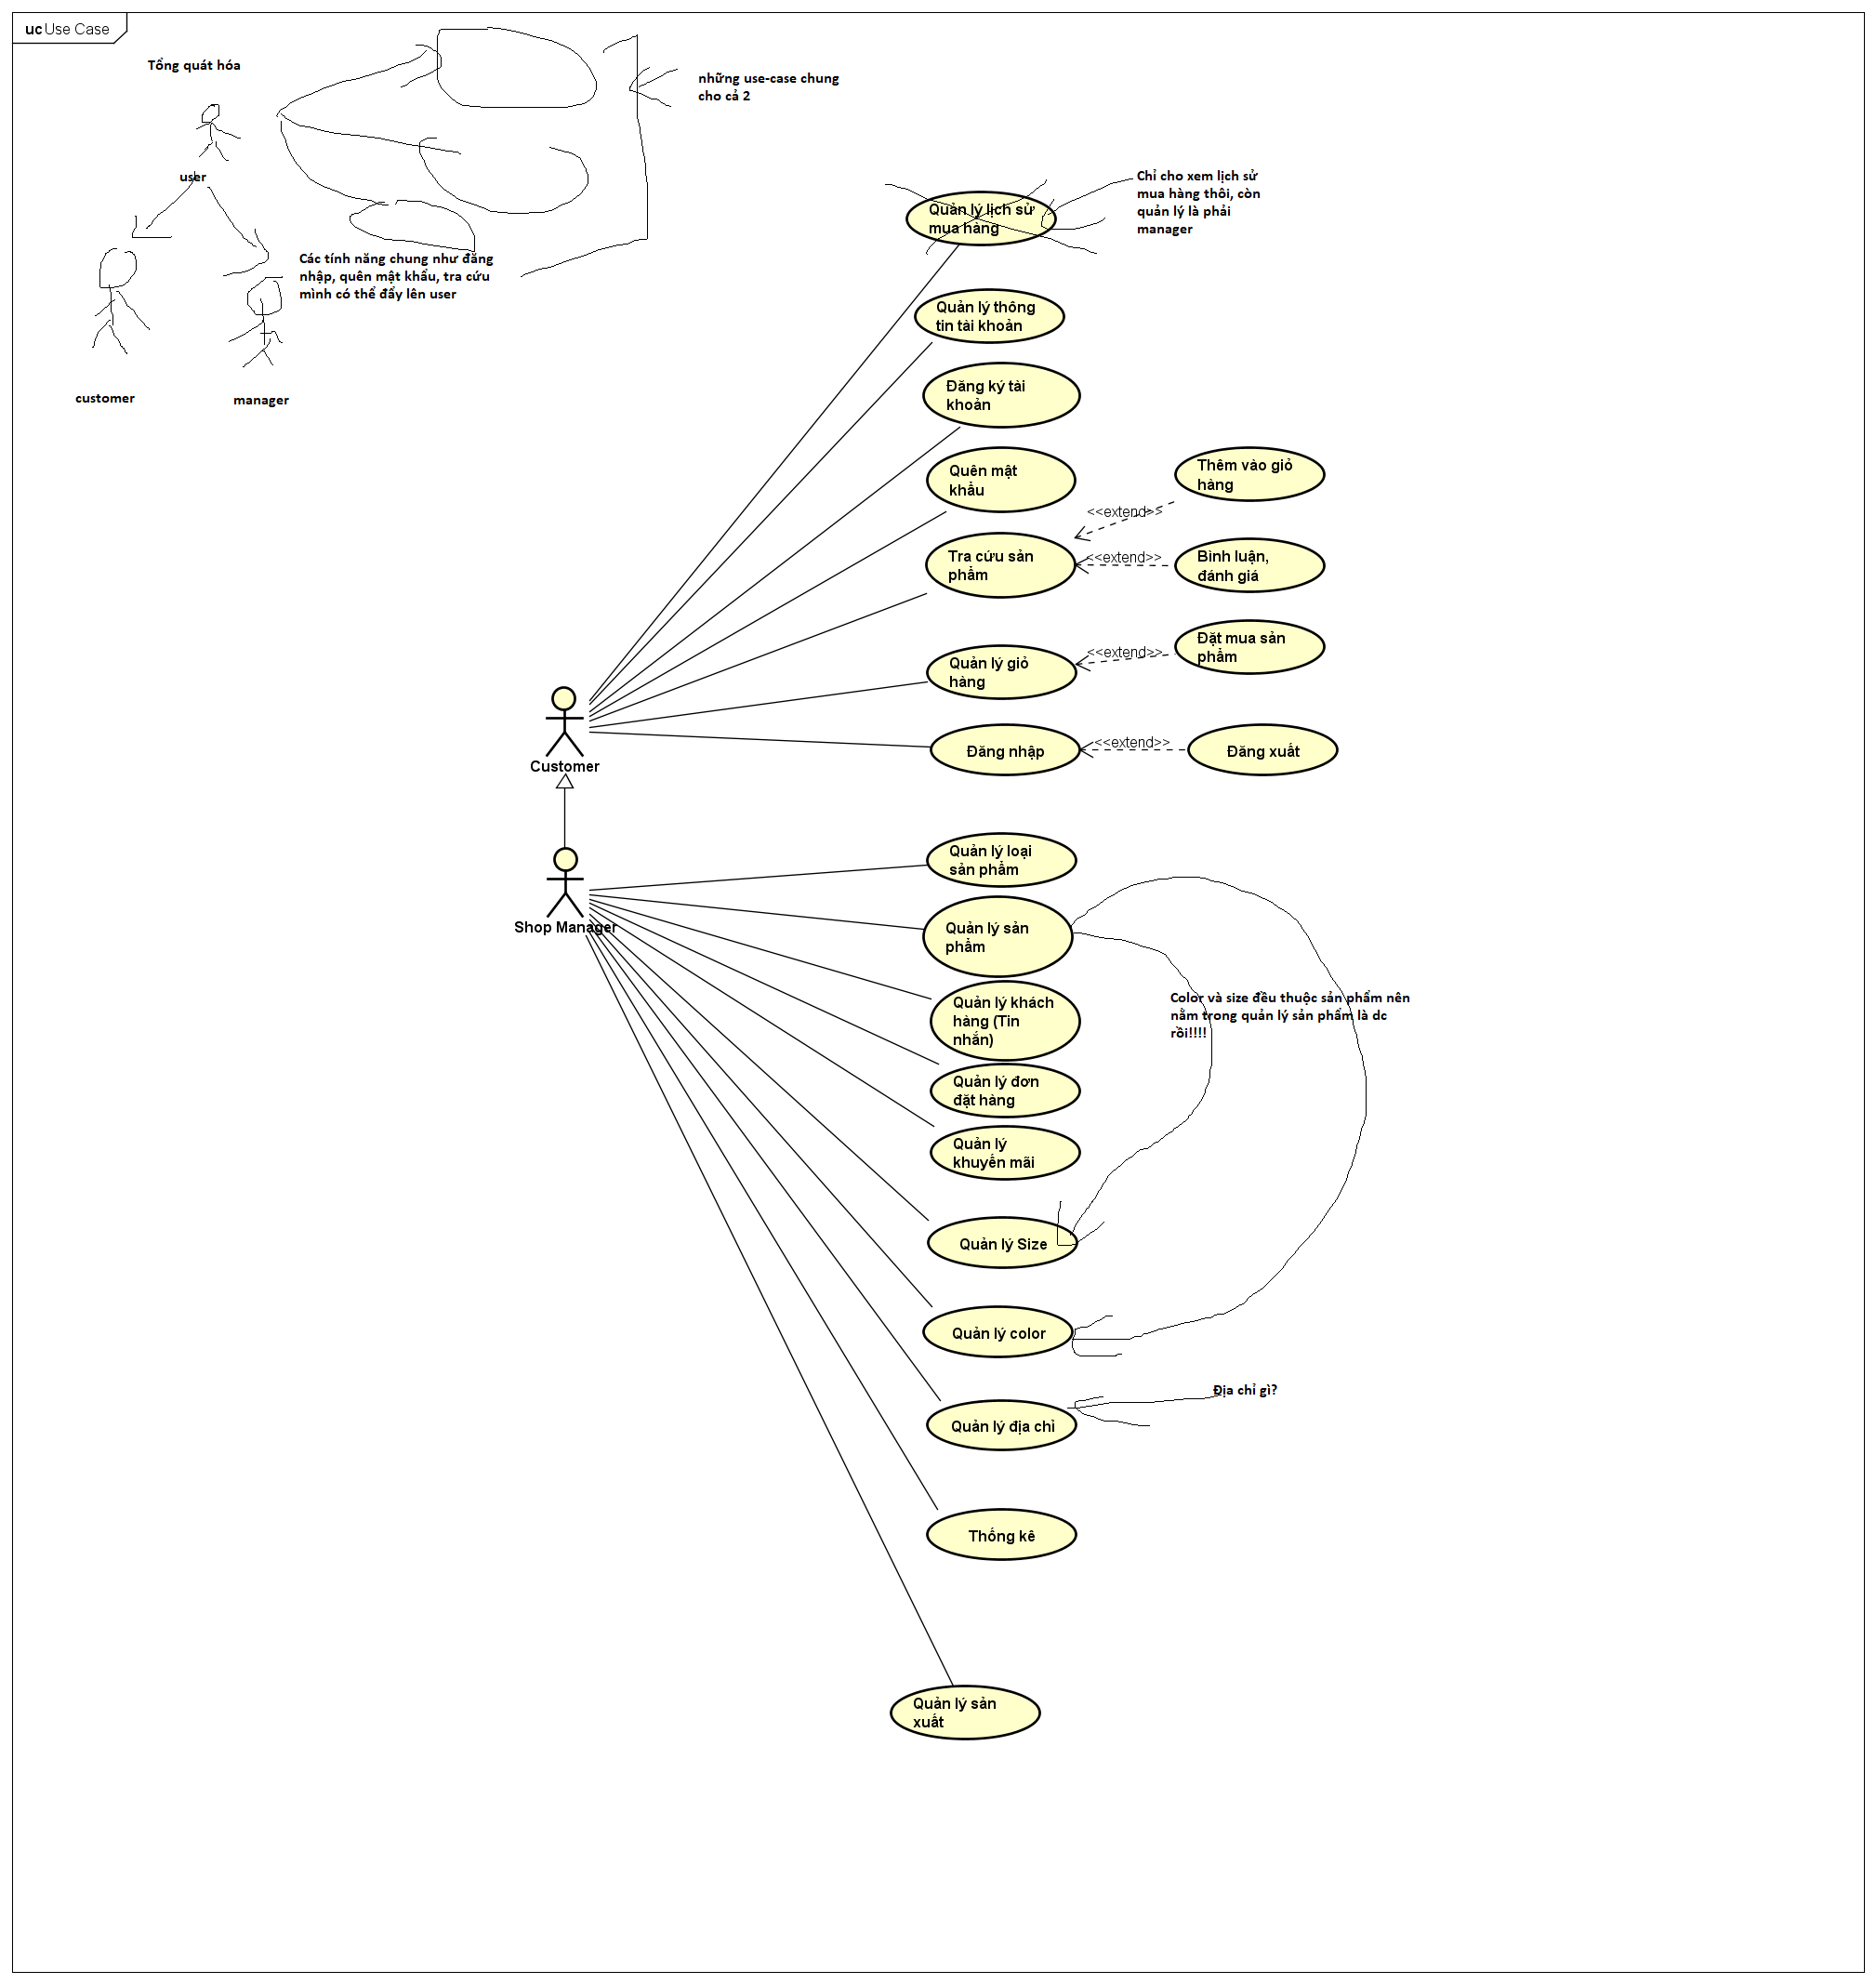 uc Use Case
Tổng quát hóa
những use-case chung
cho cả 2
user
Các tính năng chung như đăng
nhập, quên mật khẩu, tra cứu
mình có thể đẩy lên user
customer
manager
Chỉ cho xem lịch sử
mua hàng thôi, còn
quản lý là phải
manager
Quản lý lịch sử
mua hàng
Quản lý thông
tin tài khoản
Đăng ký tài
khoản
Quên mật
khẩu
Thêm vào giỏ
hàng
<<extend>>
Tra cứu sản
phẩm
<<extend>>
Bình luận,
đánh giá
Đặt mua sản
phẩm
<<extend>>
Quản lý giỏ
hàng
Đăng nhập
<<extend>>
Đăng xuất
Customer
Quản lý loại
sản phẩm
Shop Manager
Quản lý sản
phẩm
Quản lý khách
hàng (Tin
nhắn)
Color và size đều thuộc sản phẩm nên
nằm trong quản lý sản phẩm là dc
rồi!!!!
Quản lý đơn
đặt hàng
Quản lý
khuyến mãi
Quản lý Size
Quản lý color
Địa chỉ gì?
Quản lý địa chỉ
Thống kê
Quản lý sản
xuất